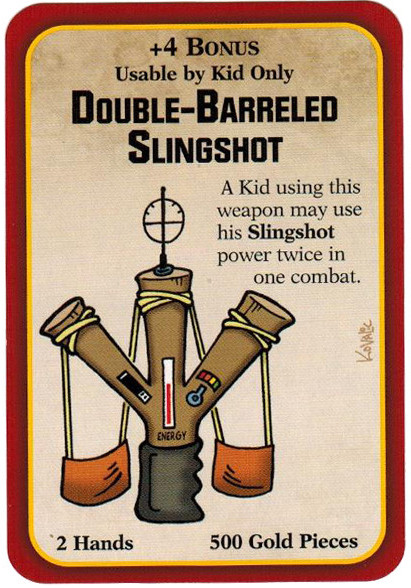 +4 BONUS
Usable by Kid Only
DOUBLE-BARRELED
SLINGSHOT
A Kid using this
weapon may use
his Slingshot
power twice in
one combat.
KOVALIC
ENERGY
2 Hands 500 Gold Pieces